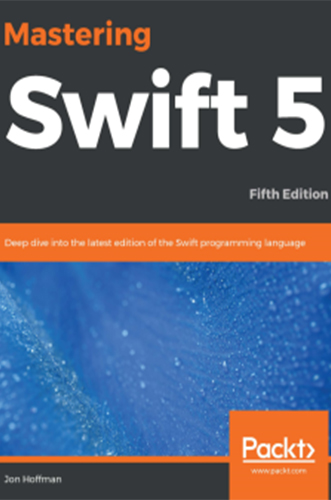 Mastering
Swift 5
Fifth Edition
Deep dive into the latest edition of the Swift programming language
Packt>
www.packt.com
Jon Hoffman